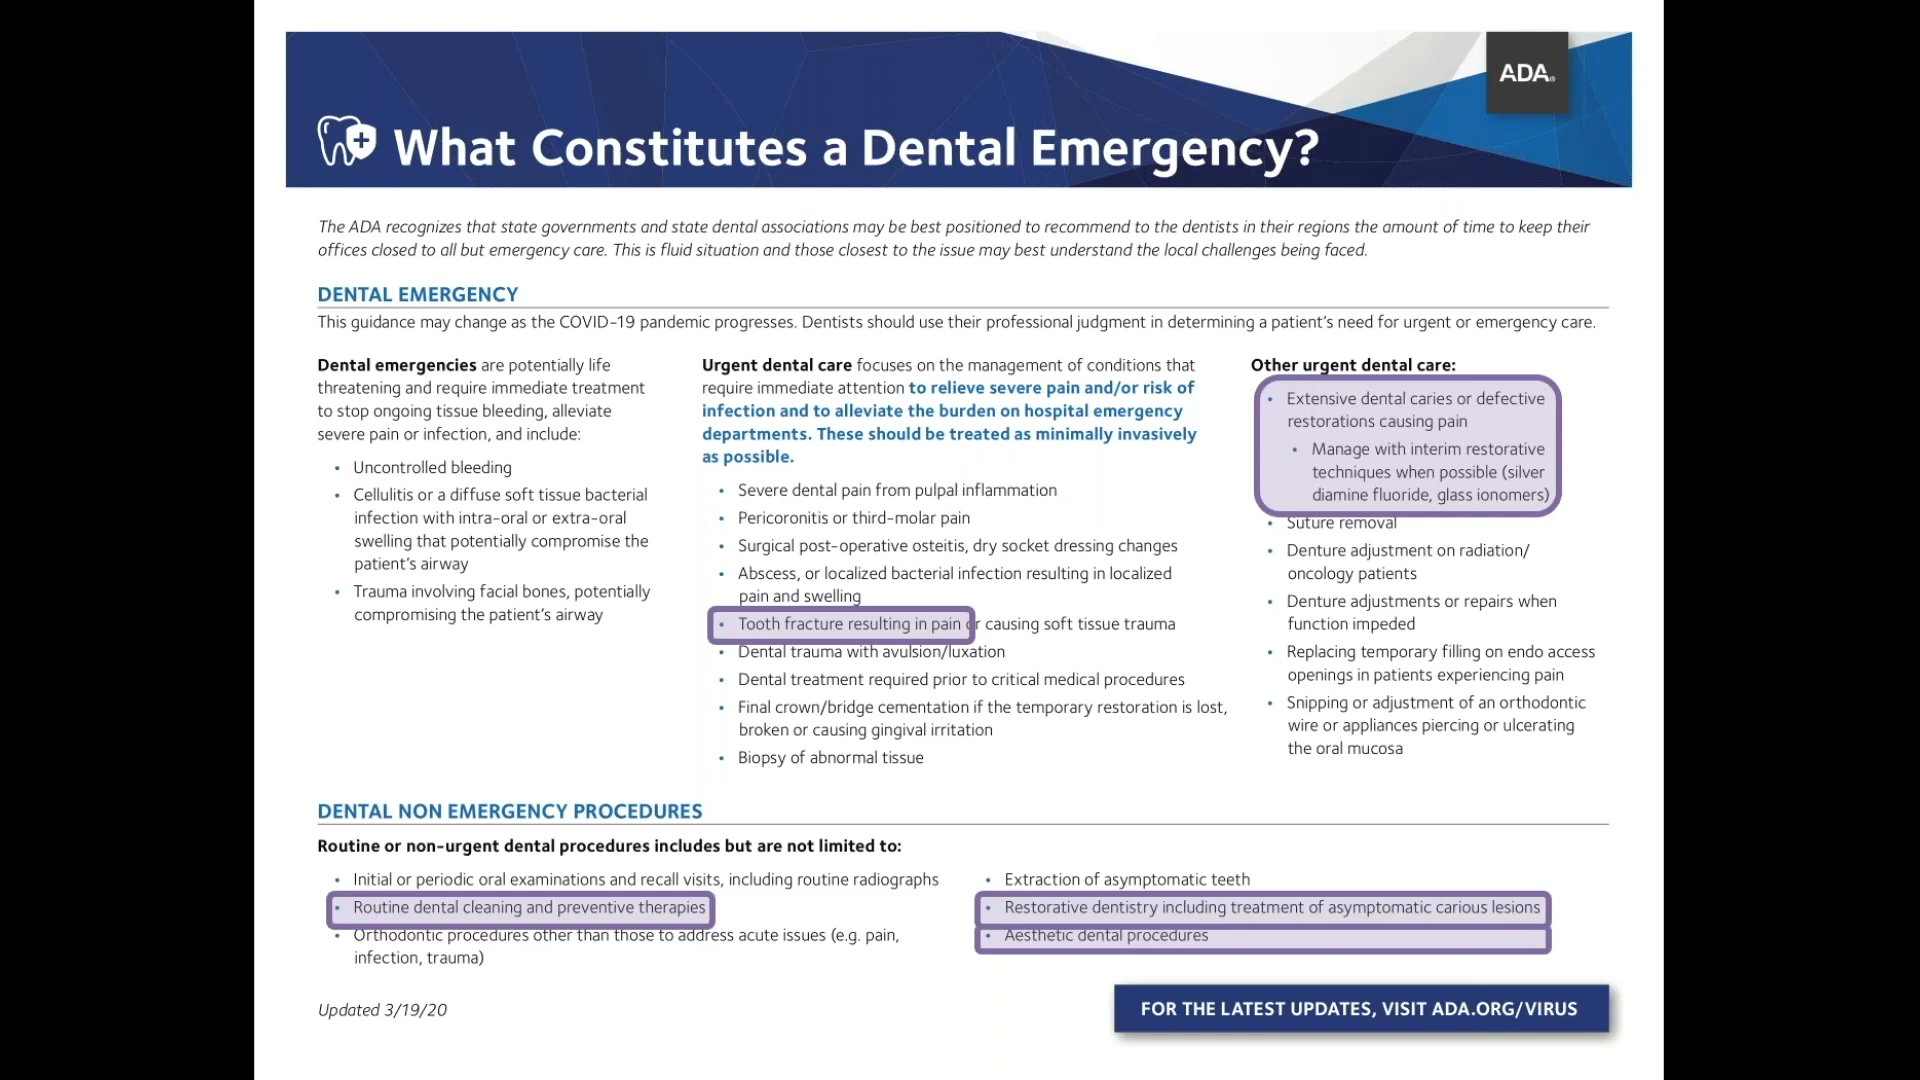 ADA®
What Constitutes a Dental Emergency?
The ADA recognizes that state governments and state dental associations may be best positioned to recommend to the dentists in their regions the amount of time to keep their
offices closed to all but emergency care. This is fluid situation and those closest to the issue may best understand the local challenges being faced.
DENTAL EMERGENCY
This guidance may change as the COVID-19 pandemic progresses. Dentists should use their professional judgment in determining a patient's need for urgent or emergency care.
Dental emergencies are potentially life
threatening and require immediate treatment
to stop ongoing tissue bleeding, alleviate
severe pain or infection, and include:
• Uncontrolled bleeding
• Cellulitis or a diffuse soft tissue bacterial
infection with intra-oral or extra-oral
swelling that potentially compromise the
patient's airway
• Trauma involving facial bones, potentially
compromising the patient's airway
Urgent dental care focuses on the management of conditions that
require immediate attention to relieve severe pain and/or risk of
infection and to alleviate the burden on hospital emergency
departments. These should be treated as minimally invasively
as possible.
• Severe dental pain from pulpal inflammation
• Pericoronitis or third-molar pain
• Surgical post-operative osteitis, dry socket dressing changes
• Abscess, or localized bacterial infection resulting in localized
pain and swelling
• Tooth fracture resulting in pain or causing soft tissue trauma
• Dental trauma with avulsion/luxation
• Dental treatment required prior to critical medical procedures
• Final crown/bridge cementation if the temporary restoration is lost,
broken or causing gingival irritation
• Biopsy of abnormal tissue
Other urgent dental care:
• Extensive dental caries or defective
restorations causing pain
• Manage with interim restorative
techniques when possible (silver
diamine fluoride, glass ionomers)
• Suture removal
• Denture adjustment on radiation/
oncology patients
• Denture adjustments or repairs when
function impeded
• Replacing temporary filling on endo access
openings in patients experiencing pain
• Snipping or adjustment of an orthodontic
wire or appliances piercing or ulcerating
the oral mucosa
DENTAL NON EMERGENCY PROCEDURES
Routine or non-urgent dental procedures includes but are not limited to:
• Initial or periodic oral examinations and recall visits, including routine radiographs
• Routine dental cleaning and preventive therapies
• Orthodontic procedures other than those to address acute issues (e.g. pain,
infection, trauma)
• Extraction of asymptomatic teeth
• Restorative dentistry including treatment of asymptomatic carious lesions
• Aesthetic dental procedures
Updated 3/19/20
FOR THE LATEST UPDATES, VISIT ADA.ORG/VIRUS